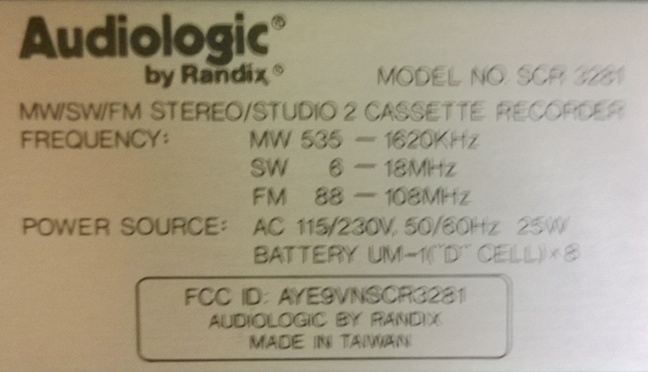 Audiologic®
by Randix®
MODEL NO. SCR 3281
MW/SW/FM STEREO/STUDIO 2 CASSETTE RECORDER
FREQUENCY: MW 535 — 1620KHz
SW 6 — 18MHz
FM 88 — 108MHz
POWER SOURCE: AC 115/230V, 50/60Hz 25W
BATTERY UM-1("D" CELL)×8
FCC ID: AYE9VNSCR3281
AUDIOLOGIC BY RANDIX
MADE IN TAIWAN